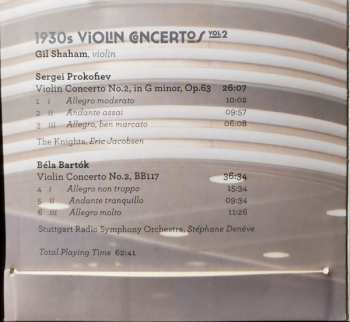 1930s VIOLIN CONCERTOS VOL 2
Gil Shaham, violin
Sergei Prokofiev
Violin Concerto No.2, in G minor, Op.63 26:07
1 I Allegro moderato 10:02
2 II Andante assai 09:57
3 III Allegro, ben marcato 06:08
The Knights, Eric Jacobsen
Béla Bartók
Violin Concerto No.2, BB117 36:34
4 I Allegro non troppo 15:34
5 II Andante tranquillo 09:34
6 III Allegro molto 11:26
Stuttgart Radio Symphony Orchestra, Stéphane Denève
Total Playing Time 62:41